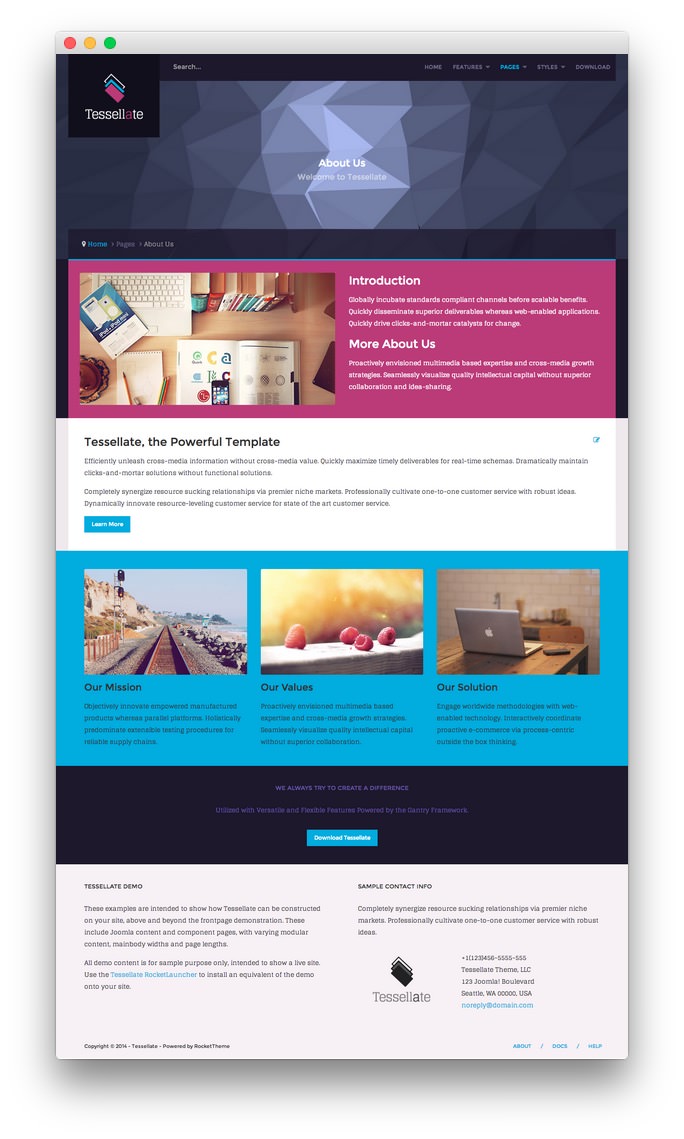 Tessellate
Search...
HOME FEATURES PAGES STYLES DOWNLOAD
About Us
Welcome to Tessellate
Home Pages About Us
Introduction
Globally incubate standards compliant channels before scalable benefits.
Quickly disseminate superior deliverables whereas web-enabled applications.
Quickly drive clicks-and-mortar catalysts for change.
More About Us
Proactively envisioned multimedia based expertise and cross-media growth
strategies. Seamlessly visualize quality intellectual capital without superior
collaboration and idea-sharing.
LG
Tessellate, the Powerful Template
Efficiently unleash cross-media information without cross-media value. Quickly maximize timely deliverables for real-time schemas. Dramatically maintain
clicks-and-mortar solutions without functional solutions.
Completely synergize resource sucking relationships via premier niche markets. Professionally cultivate one-to-one customer service with robust ideas.
Dynamically innovate resource-leveling customer service for state of the art customer service.
Learn More
Our Mission
Objectively innovate empowered manufactured
products whereas parallel platforms. Holistically
predominate extensible testing procedures for
reliable supply chains.
Our Values
Proactively envisioned multimedia based
expertise and cross-media growth strategies.
Seamlessly visualize quality intellectual capital
without superior collaboration.
Our Solution
Engage worldwide methodologies with web-
enabled technology. Interactively coordinate
proactive e-commerce via process-centric
outside the box thinking.
WE ALWAYS TRY TO CREATE A DIFFERENCE
Utilized with Versatile and Flexible Features Powered by the Gantry Framework.
Download Tessellate
TESSELLATE DEMO
These examples are intended to show how Tessellate can be constructed
on your site, above and beyond the frontpage demonstration. These
include Joomla content and component pages, with varying modular
content, mainbody widths and page lengths.
All demo content is for sample purpose only, intended to show a live site.
Use the Tessellate RocketLauncher to install an equivalent of the demo
onto your site.
SAMPLE CONTACT INFO
Completely synergize resource sucking relationships via premier niche
markets. Professionally cultivate one-to-one customer service with robust
ideas.
Tessellate
+1(123)456-5555-555
Tessellate Theme, LLC
123 Joomla! Boulevard
Seattle, WA 00000, USA
noreply@domain.com
Copyright © 2014 - Tessellate - Powered by RocketTheme
ABOUT / DOCS / HELP